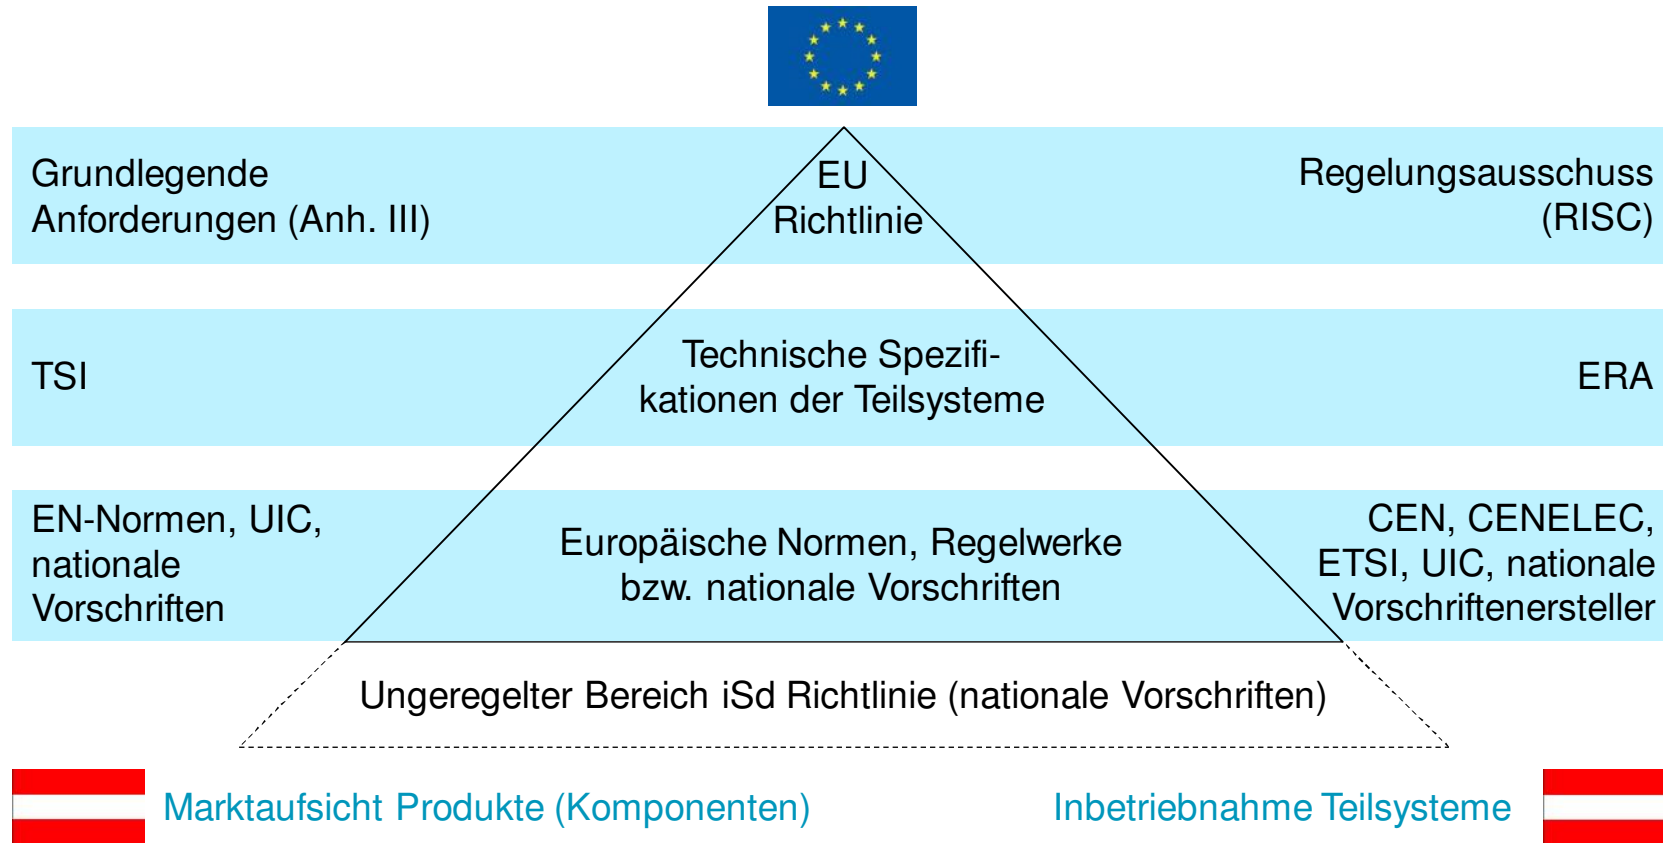 Grundlegende
Anforderungen (Anh. III)
EU
Richtlinie
Regelungsausschuss
(RISC)
TSI
Technische Spezifi-
kationen der Teilsysteme
ERA
EN-Normen, UIC,
nationale
Vorschriften
Europäische Normen, Regelwerke
bzw. nationale Vorschriften
CEN, CENELEC,
ETSI, UIC, nationale
Vorschriftenersteller
Ungeregelter Bereich iSd Richtlinie (nationale Vorschriften)
Marktaufsicht Produkte (Komponenten)
Inbetriebnahme Teilsysteme